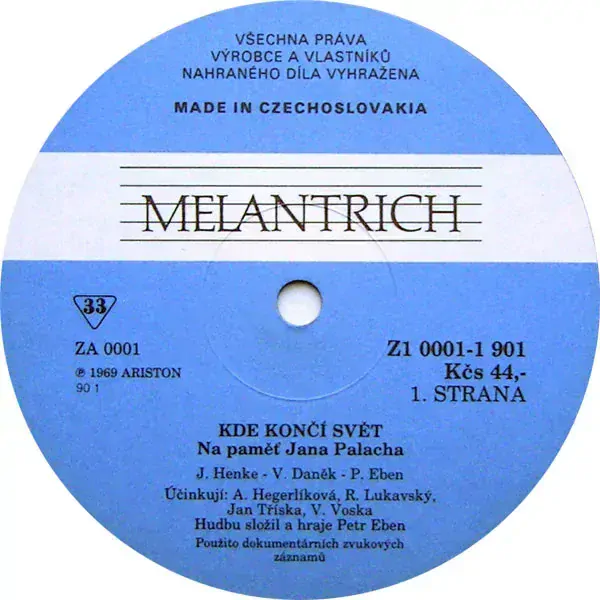 VŠECHNA PRÁVA
VÝROBCE A VLASTNÍKŮ
NAHRANÉHO DÍLA VYHRAŽENA
MADE IN CZECHOSLOVAKIA
MELANTRICH
33
ZA 0001
℗ 1969 ARISTON
90 1
Z1 0001-1 901
Kčs 44,-
1. STRANA
KDE KONČÍ SVĚT
Na paměť Jana Palacha
J. Henke - V. Daněk - P. Eben
Účinkují: A. Hegerlíková, R. Lukavský,
Jan Tříska, V. Voska
Hudbu složil a hraje Petr Eben
Použito dokumentárních zvukových
záznamů